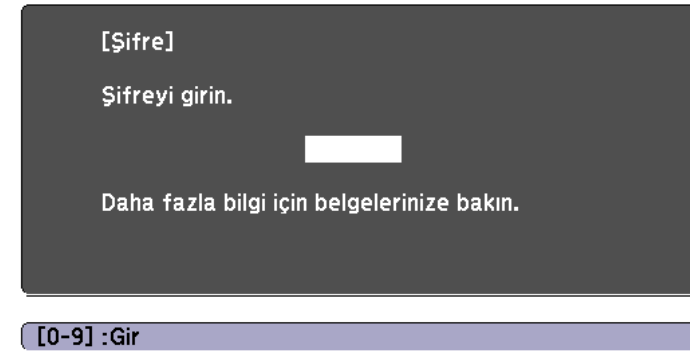 [Şifre]
Şifreyi girin.
Daha fazla bilgi için belgelerinize bakın.
[0-9] :Gir